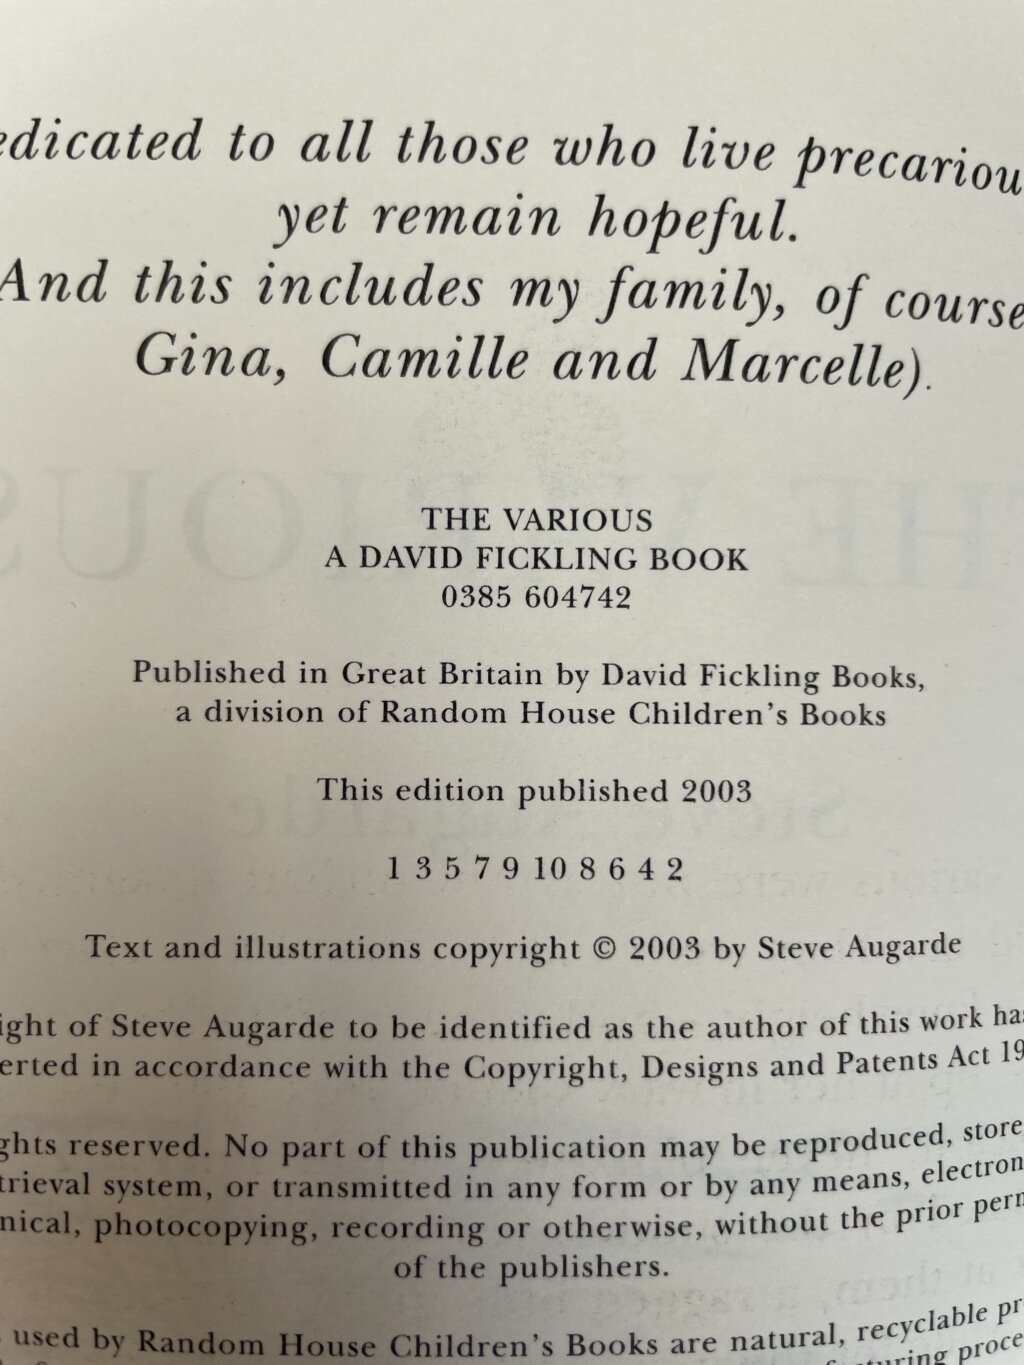 edicated to all those who live precariou
yet remain hopeful.
And this includes my family, of course
Gina, Camille and Marcelle).
THE VARIOUS
A DAVID FICKLING BOOK
0385 604742
Published in Great Britain by David Fickling Books,
a division of Random House Children's Books
This edition published 2003
1 3 5 7 9 10 8 6 4 2
Text and illustrations copyright © 2003 by Steve Augarde
ight of Steve Augarde to be identified as the author of this work ha
erted in accordance with the Copyright, Designs and Patents Act 19
ghts reserved. No part of this publication may be reproduced, store
trieval system, or transmitted in any form or by any means, electron
nical, photocopying, recording or otherwise, without the prior perm
of the publishers.
used by Random House Children's Books are natural, recyclable pr
cturing proce